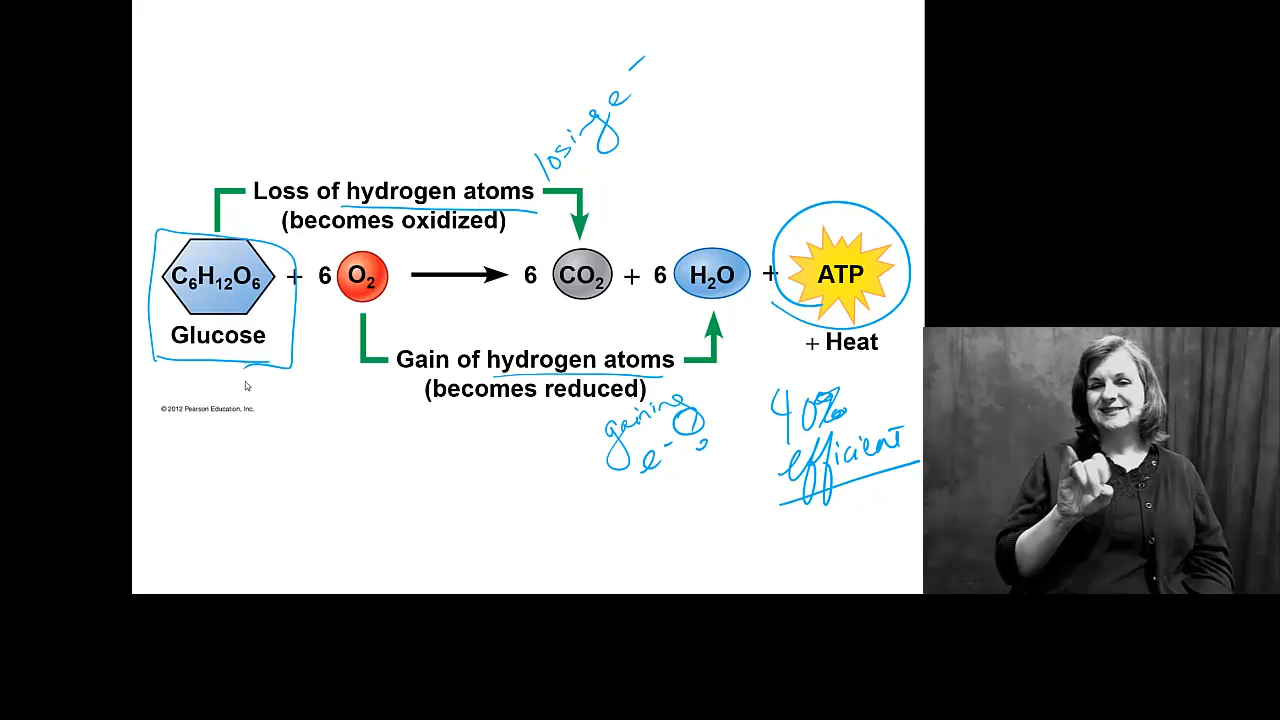 losing e-
Loss of hydrogen atoms
(becomes oxidized)
C6H12O6 + 6 O2 → 6 CO2 + 6 H2O + ATP
Glucose
+ Heat
Gain of hydrogen atoms
(becomes reduced)
gaining
e-
40%
efficient
© 2012 Pearson Education, Inc.